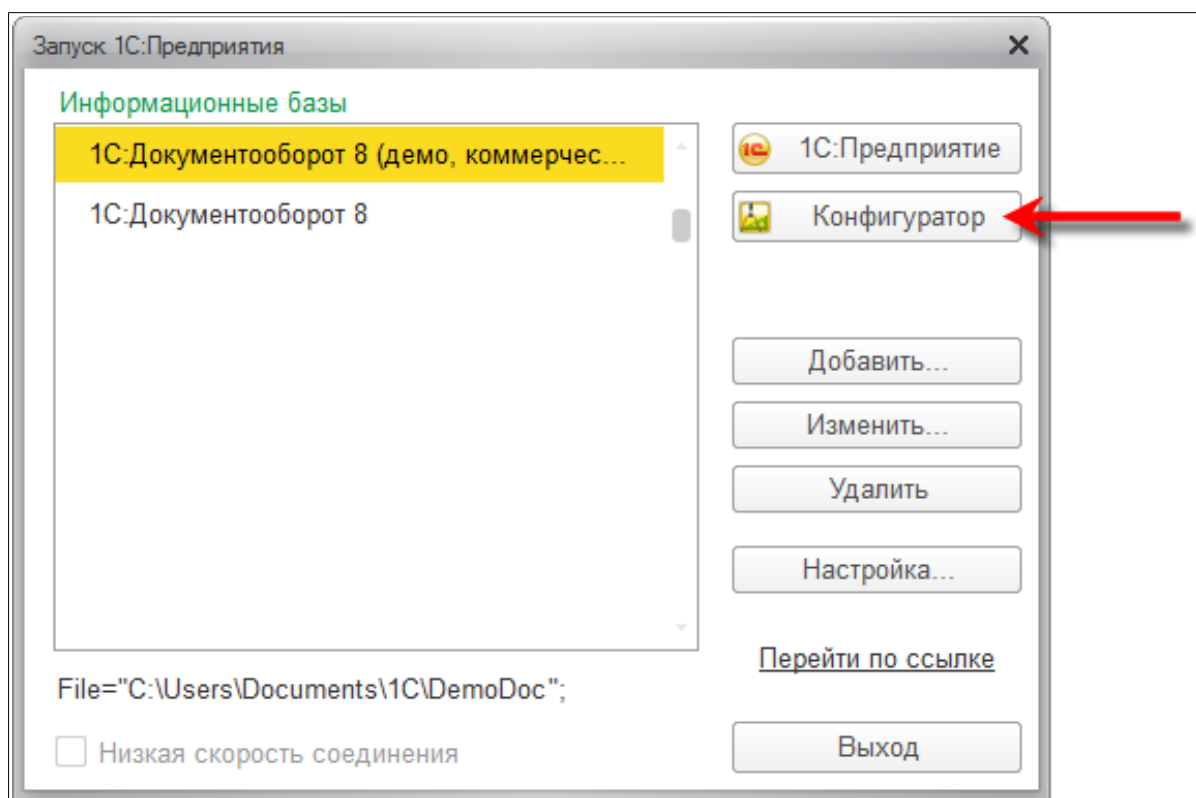 Запуск 1С:Предприятия
Информационные базы
1С:Документооборот 8 (демо, коммерчес...
1С:Документооборот 8
1С:Предприятие
Конфигуратор
Добавить...
Изменить...
Удалить
Настройка...
Перейти по ссылке
File="C:\Users\Documents\1C\DemoDoc";
Низкая скорость соединения
Выход